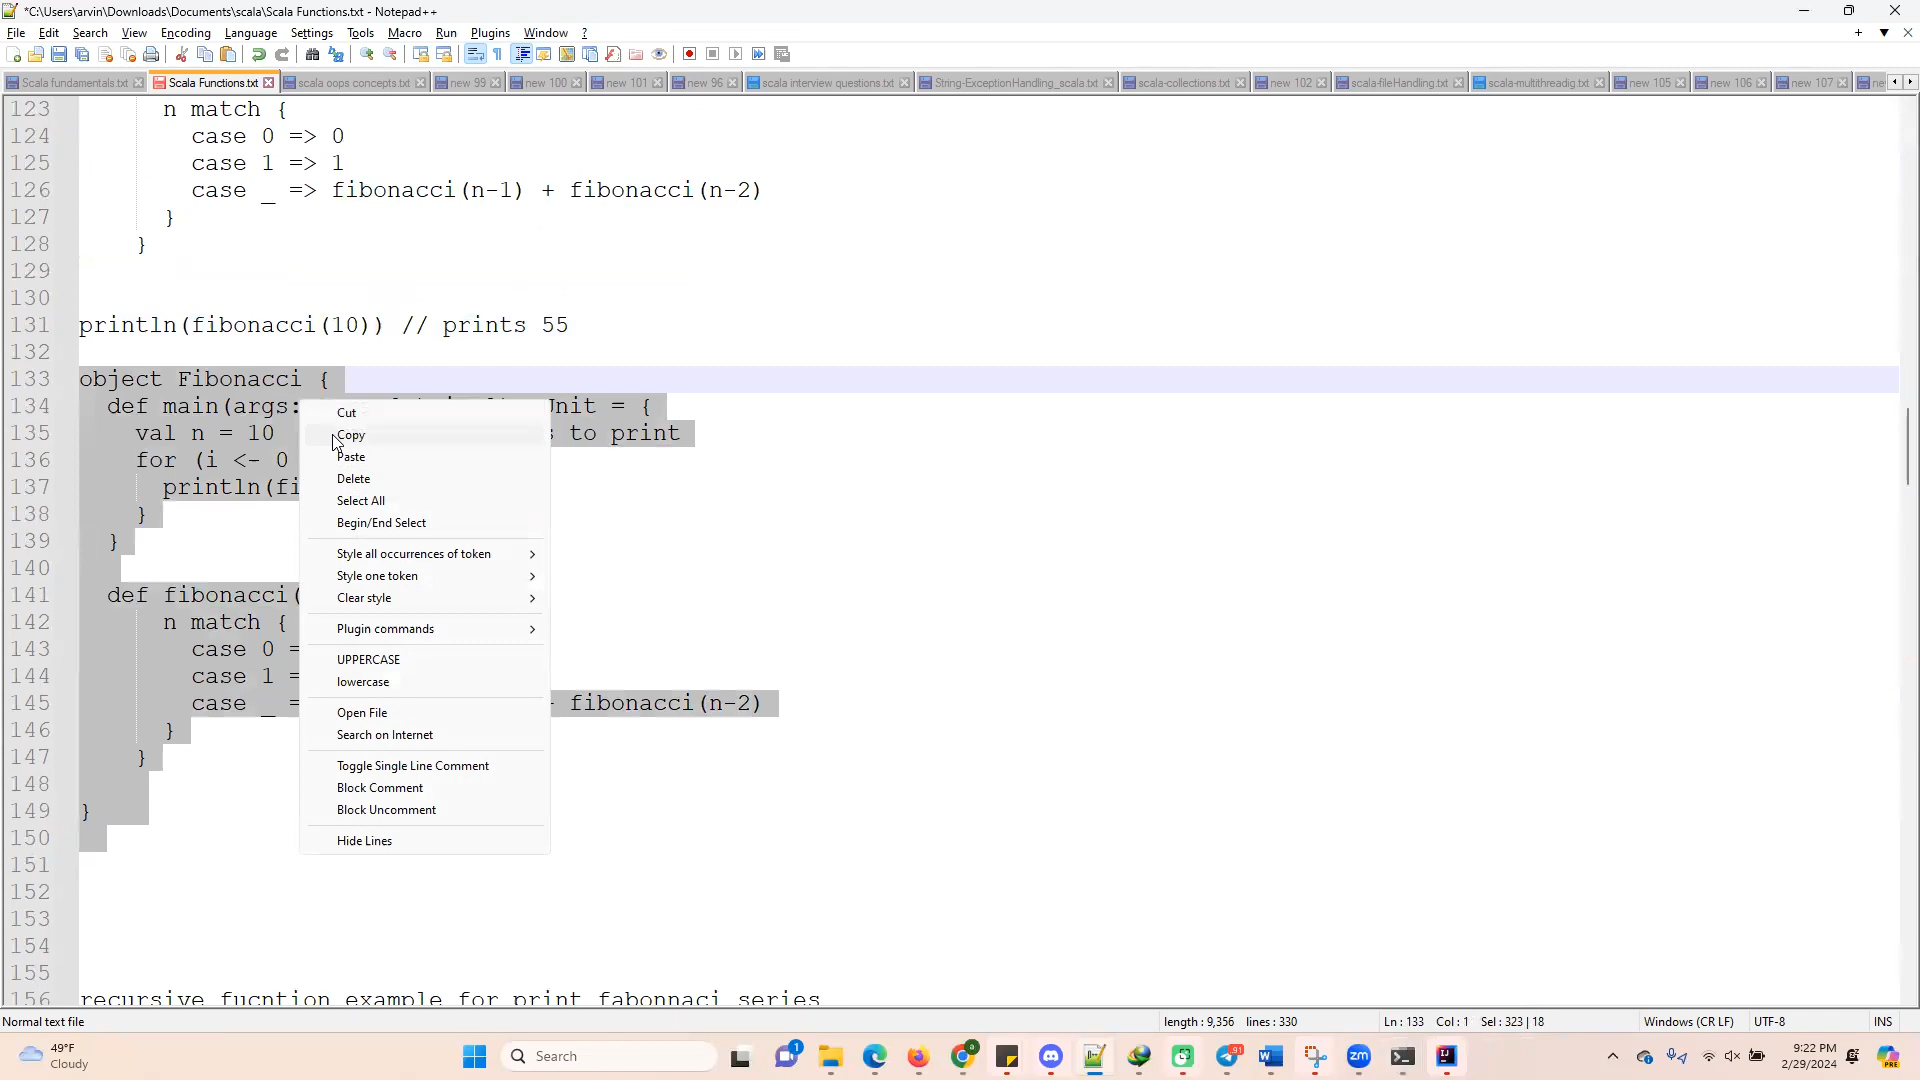 *C:\Users\arvin\Downloads\Documents\scala\Scala Functions.txt - Notepad++
File Edit Search View Encoding Language Settings Tools Macro Run Plugins Window ?
Scala fundamentals.txt Scala Functions.txt scala oops concepts.txt new 99 new 100 new 101 new 96 scala interview questions.txt String-ExceptionHandling_scala.txt scala-collections.txt new 102 scala-fileHandling.txt scala-multithreadig.txt new 105 new 106 new 107 ne
123 n match {
124 case 0 => 0
125 case 1 => 1
126 case _ => fibonacci(n-1) + fibonacci(n-2)
127 }
128 }
129
130
131 println(fibonacci(10)) // prints 55
132
133 object Fibonacci {
134 def main(args: Unit = {
135 val n = 10 s to print
136 for (i <- 0
137 println(fi
138 }
139 }
140
141 def fibonacci(
142 n match {
143 case 0 =
144 case 1 =
145 case _ = fibonacci(n-2)
146 }
147 }
148
149 }
150
151
152
153
154
155
156 recursive fucntion example for print fabonnaci series
Cut
Copy
Paste
Delete
Select All
Begin/End Select
Style all occurrences of token
Style one token
Clear style
Plugin commands
UPPERCASE
lowercase
Open File
Search on Internet
Toggle Single Line Comment
Block Comment
Block Uncomment
Hide Lines
Normal text file length : 9,356 lines : 330 Ln : 133 Col : 1 Sel : 323 | 18 Windows (CR LF) UTF-8 INS
49°F
Cloudy
Search
1
a
91
zm
9:22 PM
2/29/2024
PRE